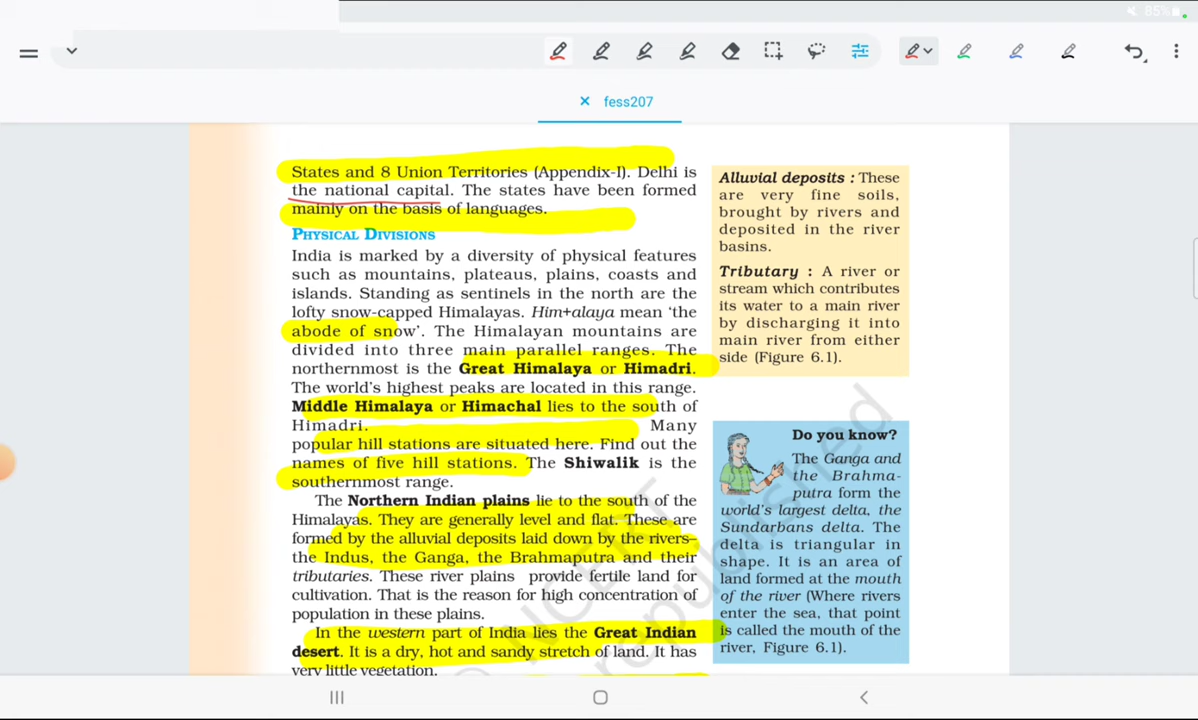 85%
fess207
States and 8 Union Territories (Appendix-I). Delhi is
the national capital. The states have been formed
mainly on the basis of languages.
PHYSICAL DIVISIONS
India is marked by a diversity of physical features
such as mountains, plateaus, plains, coasts and
islands. Standing as sentinels in the north are the
lofty snow-capped Himalayas. Him+alaya mean ‘the
abode of snow’. The Himalayan mountains are
divided into three main parallel ranges. The
northernmost is the Great Himalaya or Himadri.
The world’s highest peaks are located in this range.
Middle Himalaya or Himachal lies to the south of
Himadri. Many
popular hill stations are situated here. Find out the
names of five hill stations. The Shiwalik is the
southernmost range.
The Northern Indian plains lie to the south of the
Himalayas. They are generally level and flat. These are
formed by the alluvial deposits laid down by the rivers–
the Indus, the Ganga, the Brahmaputra and their
tributaries. These river plains provide fertile land for
cultivation. That is the reason for high concentration of
population in these plains.
In the western part of India lies the Great Indian
desert. It is a dry, hot and sandy stretch of land. It has
very little vegetation.
Alluvial deposits : These
are very fine soils,
brought by rivers and
deposited in the river
basins.
Tributary : A river or
stream which contributes
its water to a main river
by discharging it into
main river from either
side (Figure 6.1).
Do you know?
The Ganga and
the Brahma-
putra form the
world’s largest delta, the
Sundarbans delta. The
delta is triangular in
shape. It is an area of
land formed at the mouth
of the river (Where rivers
enter the sea, that point
is called the mouth of the
river, Figure 6.1).
© NCERT
republished